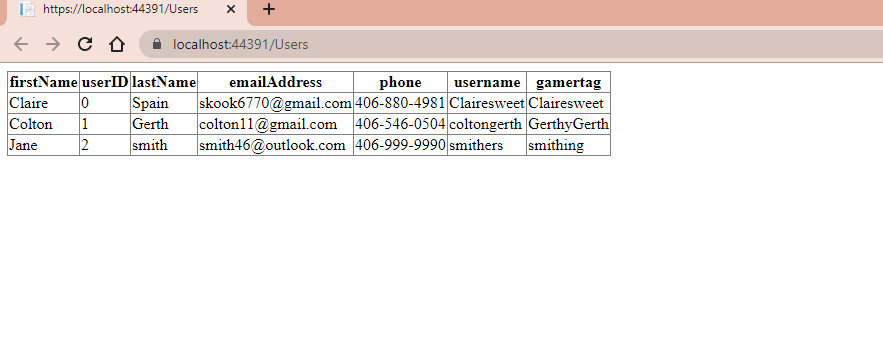 https://localhost:44391/Users
localhost:44391/Users
firstName userID lastName emailAddress phone username gamertag
Claire 0 Spain skook6770@gmail.com 406-880-4981 Clairesweet Clairesweet
Colton 1 Gerth colton11@gmail.com 406-546-0504 coltongerth GerthyGerth
Jane 2 smith smith46@outlook.com 406-999-9990 smithers smithing